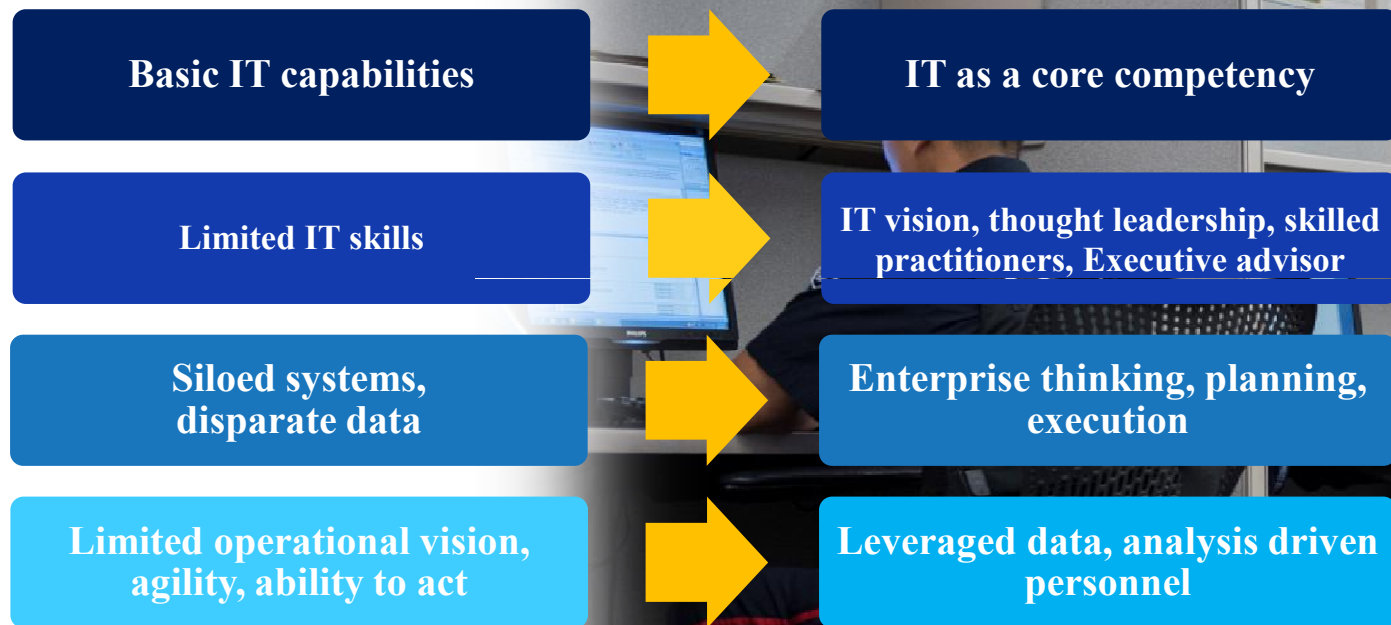 Basic IT capabilities
IT as a core competency
Limited IT skills
IT vision, thought leadership, skilled
practitioners, Executive advisor
Siloed systems,
disparate data
Enterprise thinking, planning,
execution
Limited operational vision,
agility, ability to act
Leveraged data, analysis driven
personnel